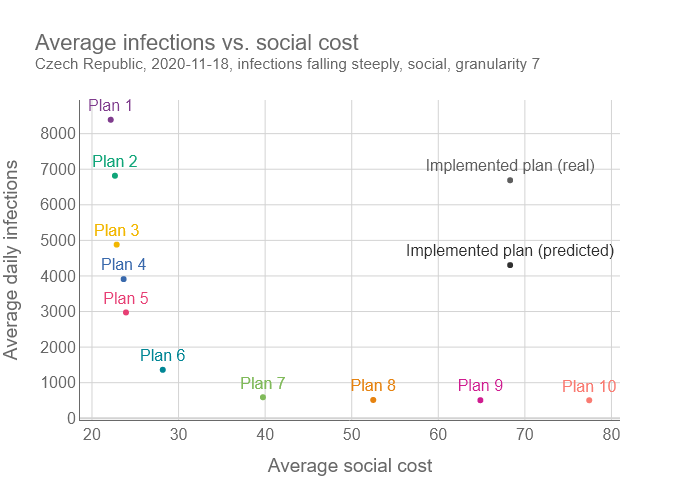 Average infections vs. social cost
Czech Republic, 2020-11-18, infections falling steeply, social, granularity 7
Plan 1
8000
Plan 2
7000
Implemented plan (real)
6000
Plan 3
5000
Implemented plan (predicted)
Plan 4
4000
Plan 5
3000
2000
Plan 6
1000
Plan 7
Plan 8
Plan 9
Plan 10
0
20 30 40 50 60 70 80
Average social cost
Average daily infections